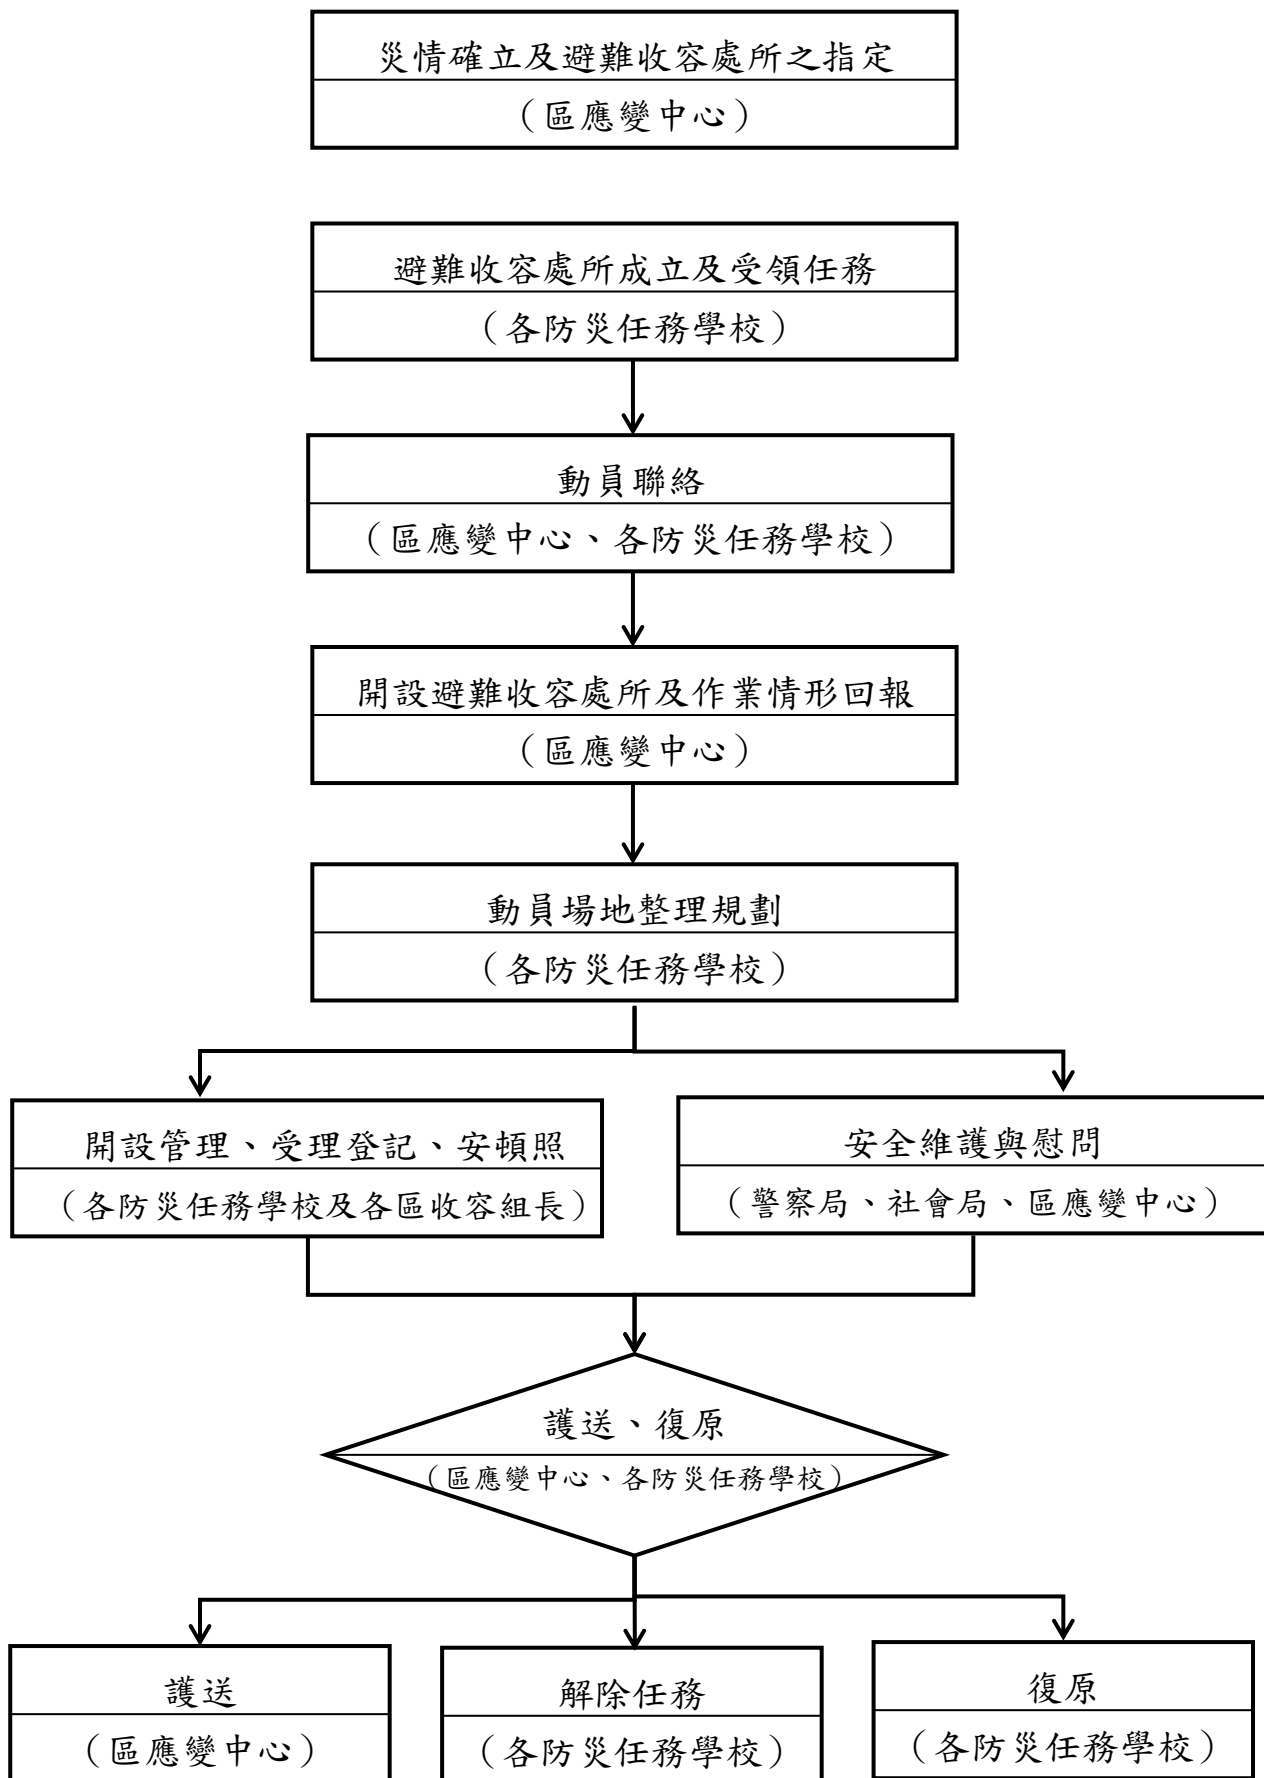 災情確立及避難收容處所之指定
（區應變中心）
避難收容處所成立及受領任務
（各防災任務學校）
動員聯絡
（區應變中心、各防災任務學校）
開設避難收容處所及作業情形回報
（區應變中心）
動員場地整理規劃
（各防災任務學校）
開設管理、受理登記、安頓照
（各防災任務學校及各區收容組長）
安全維護與慰問
（警察局、社會局、區應變中心）
護送、復原
（區應變中心、各防災任務學校）
護送
（區應變中心）
解除任務
（各防災任務學校）
復原
（各防災任務學校）